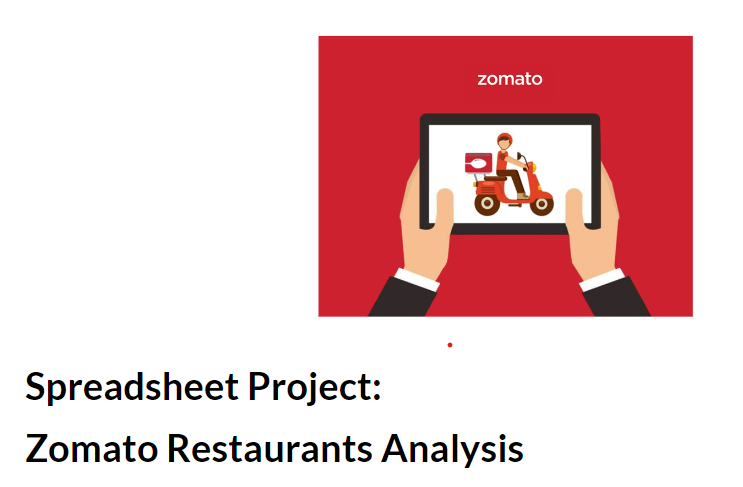 zomato
Spreadsheet Project:
Zomato Restaurants Analysis